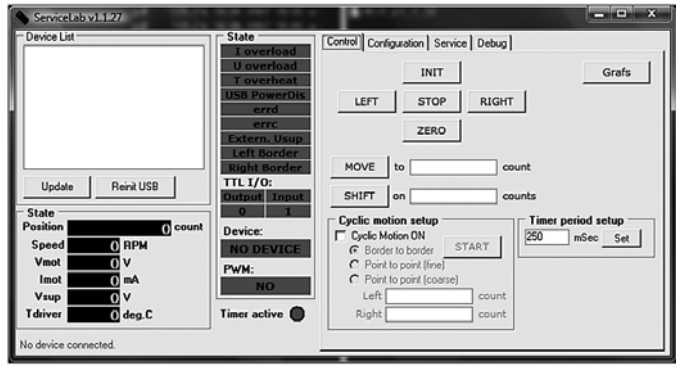 ServiceLab v1.1.27
Device List
Update
Reinit USB
State
Position 0 count
Speed 0 RPM
Vmot 0 V
Imot 0 mA
Vsup 0 V
Tdriver 0 deg.C
No device connected.
State
I overload
U overload
T overheat
USB PowerDis
errd
errc
Extern. Usup
Left Border
Right Border
TTL I/O:
Output Input
0 1
Device:
NO DEVICE
PWM:
NO
Timer active
Control Configuration Service Debug
INIT
Grafs
LEFT STOP RIGHT
ZERO
MOVE to count
SHIFT on counts
Cyclic motion setup
Cyclic Motion ON
Border to border
START
Point to point (fine)
Point to point (coarse)
Left count
Right count
Timer period setup
250 mSec Set